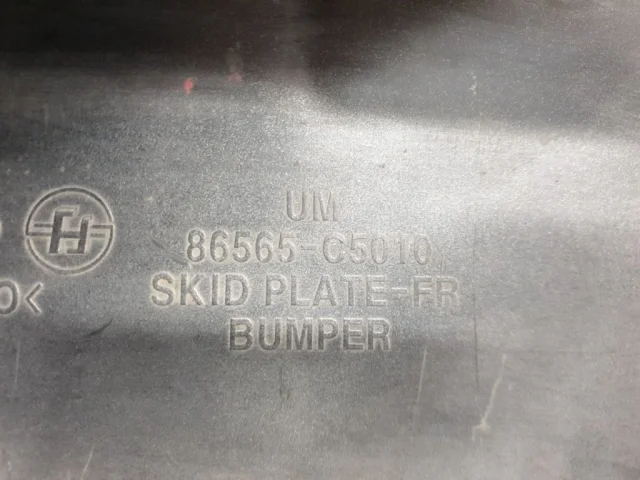 UM
86565-C5010
SKID PLATE-FR
BUMPER
O<